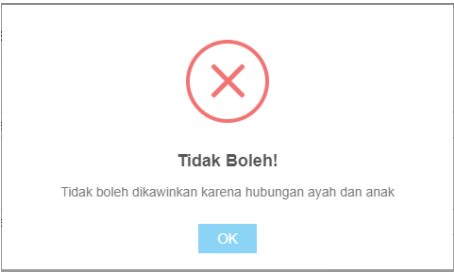 Tidak Boleh!
Tidak boleh dikawinkan karena hubungan ayah dan anak
OK